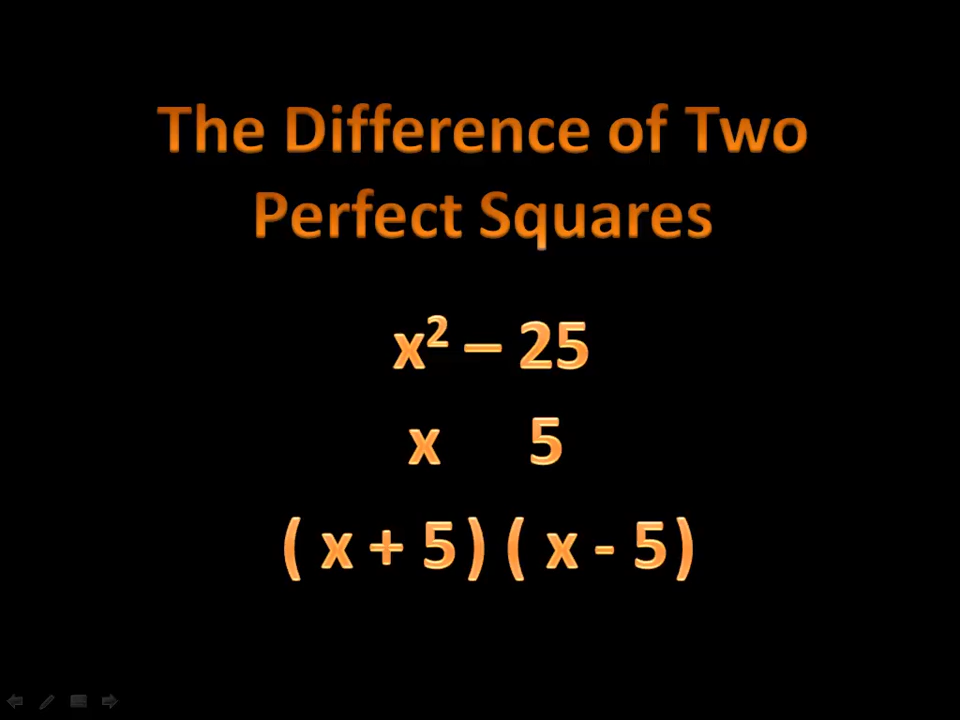 The Difference of Two
Perfect Squares
x² – 25
x 5
( x + 5 ) ( x - 5 )